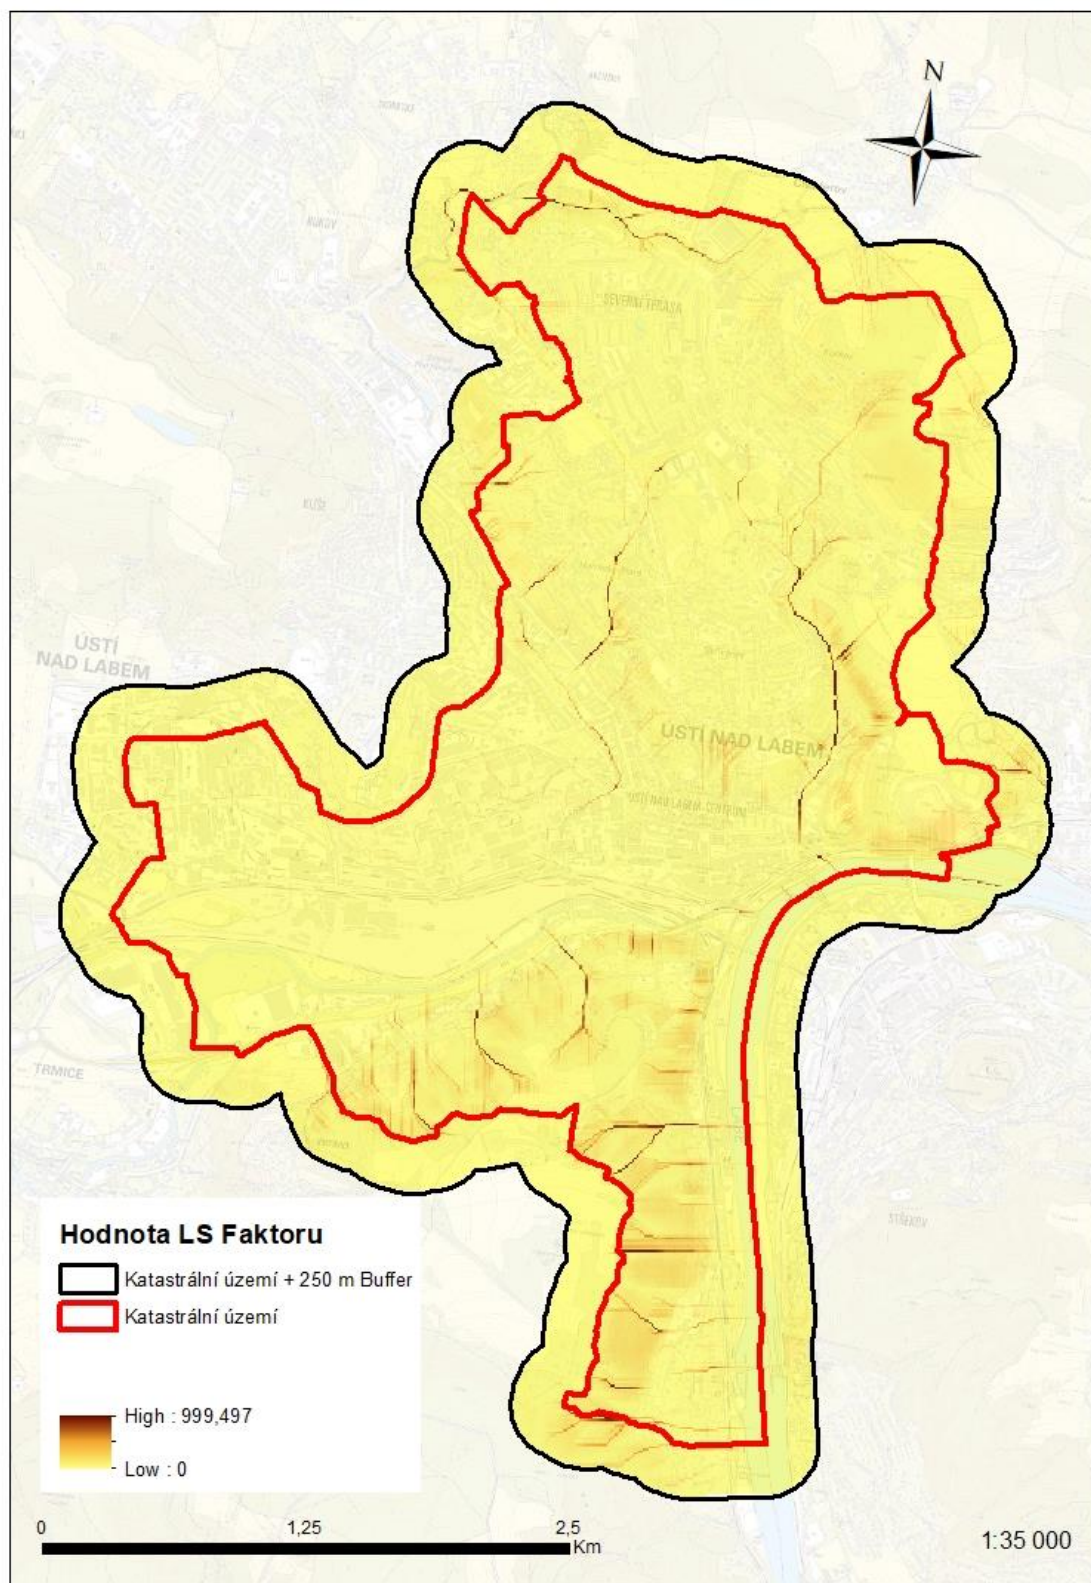 N
SEVERNÍ TERASA
ÚSTÍ
NAD LABEM
ÚSTÍ NAD LABEM
ÚSTÍ NAD LABEM-CENTRUM
TRMICE
STŘEKOV
Hodnota LS Faktoru
Katastrální území + 250 m Buffer
Katastrální území
High : 999,497
Low : 0
0
1,25
2,5
Km
1:35 000